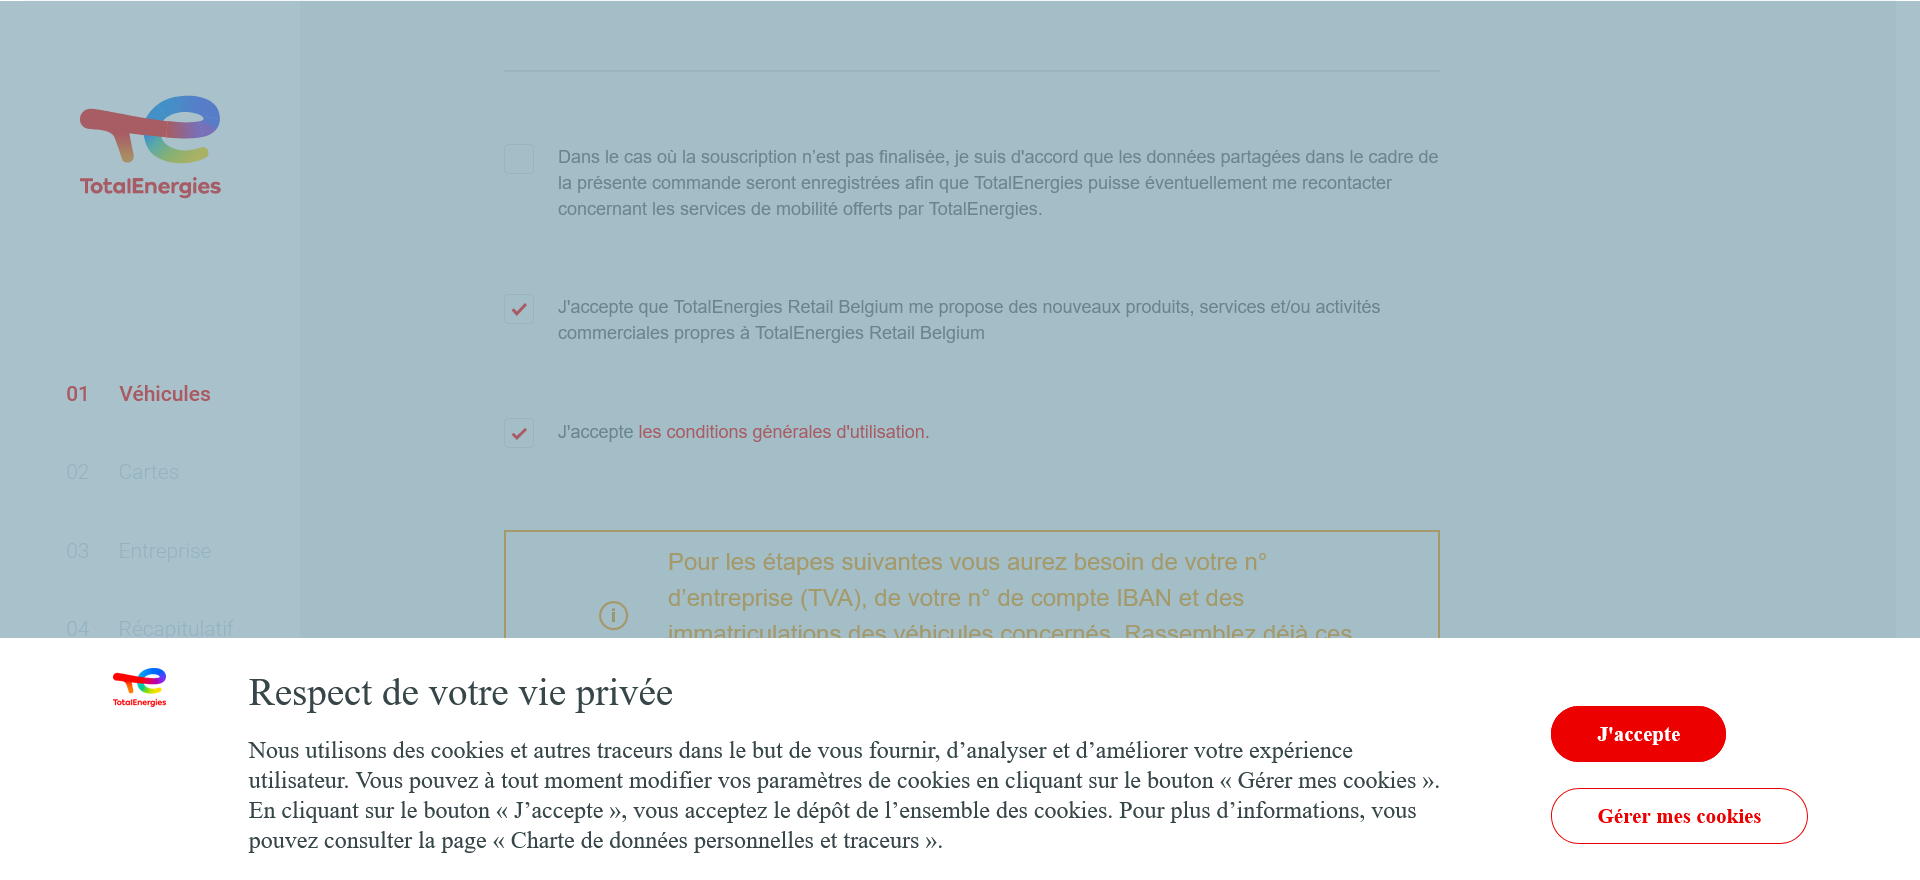 TotalEnergies
Dans le cas où la souscription n’est pas finalisée, je suis d'accord que les données partagées dans le cadre de
la présente commande seront enregistrées afin que TotalEnergies puisse éventuellement me recontacter
concernant les services de mobilité offerts par TotalEnergies.
J'accepte que TotalEnergies Retail Belgium me propose des nouveaux produits, services et/ou activités
commerciales propres à TotalEnergies Retail Belgium
01 Véhicules
J'accepte les conditions générales d'utilisation.
02 Cartes
03 Entreprise
Pour les étapes suivantes vous aurez besoin de votre n°
d’entreprise (TVA), de votre n° de compte IBAN et des
04 Récapitulatif
immatriculations des véhicules concernés. Rassemblez déjà ces
TotalEnergies
Respect de votre vie privée
Nous utilisons des cookies et autres traceurs dans le but de vous fournir, d’analyser et d’améliorer votre expérience
utilisateur. Vous pouvez à tout moment modifier vos paramètres de cookies en cliquant sur le bouton « Gérer mes cookies ».
En cliquant sur le bouton « J’accepte », vous acceptez le dépôt de l’ensemble des cookies. Pour plus d’informations, vous
pouvez consulter la page « Charte de données personnelles et traceurs ».
J'accepte
Gérer mes cookies